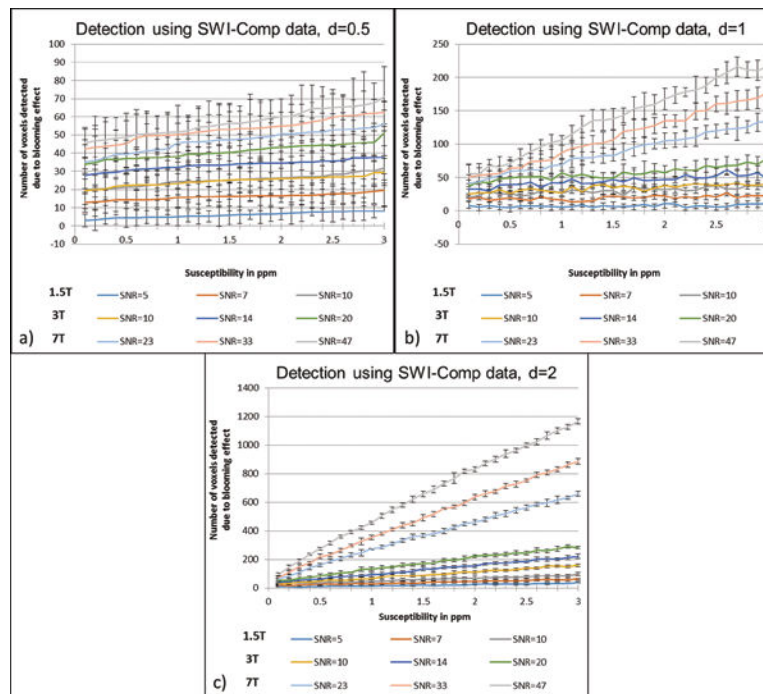 Detection using SWI-Comp data, d=0.5
Number of voxels detected
due to blooming effect
100
90
80
70
60
50
40
30
20
10
0
-10
0
0.5
1
1.5
2
2.5
3
Susceptibility in ppm
1.5T
SNR=5
SNR=7
SNR=10
3T
SNR=10
SNR=14
SNR=20
7T
SNR=23
SNR=33
SNR=47
a)
Detection using SWI-Comp data, d=1
Number of voxels detected
due to blooming effect
250
200
150
100
50
0
-50
0
0.5
1
1.5
2
2.5
3
Susceptibility in ppm
1.5T
SNR=5
SNR=7
SNR=10
3T
SNR=10
SNR=14
SNR=20
7T
SNR=23
SNR=33
SNR=47
b)
Detection using SWI-Comp data, d=2
Number of voxels detected
due to blooming effect
1400
1200
1000
800
600
400
200
0
0
0.5
1
1.5
2
2.5
3
Susceptibility in ppm
1.5T
SNR=5
SNR=7
SNR=10
3T
SNR=10
SNR=14
SNR=20
7T
SNR=23
SNR=33
SNR=47
c)